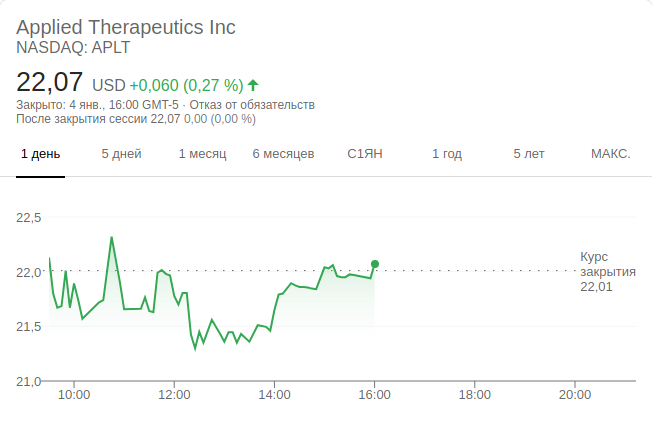 Applied Therapeutics Inc
NASDAQ: APLT
22,07 USD +0,060 (0,27 %)
Закрыто: 4 янв., 16:00 GMT-5 · Отказ от обязательств
После закрытия сессии 22,07 0,00 (0,00 %)
1 день 5 дней 1 месяц 6 месяцев С1ЯН 1 год 5 лет МАКС.
22,5
22,0
21,5
21,0
Курс
закрытия
22,01
10:00 12:00 14:00 16:00 18:00 20:00